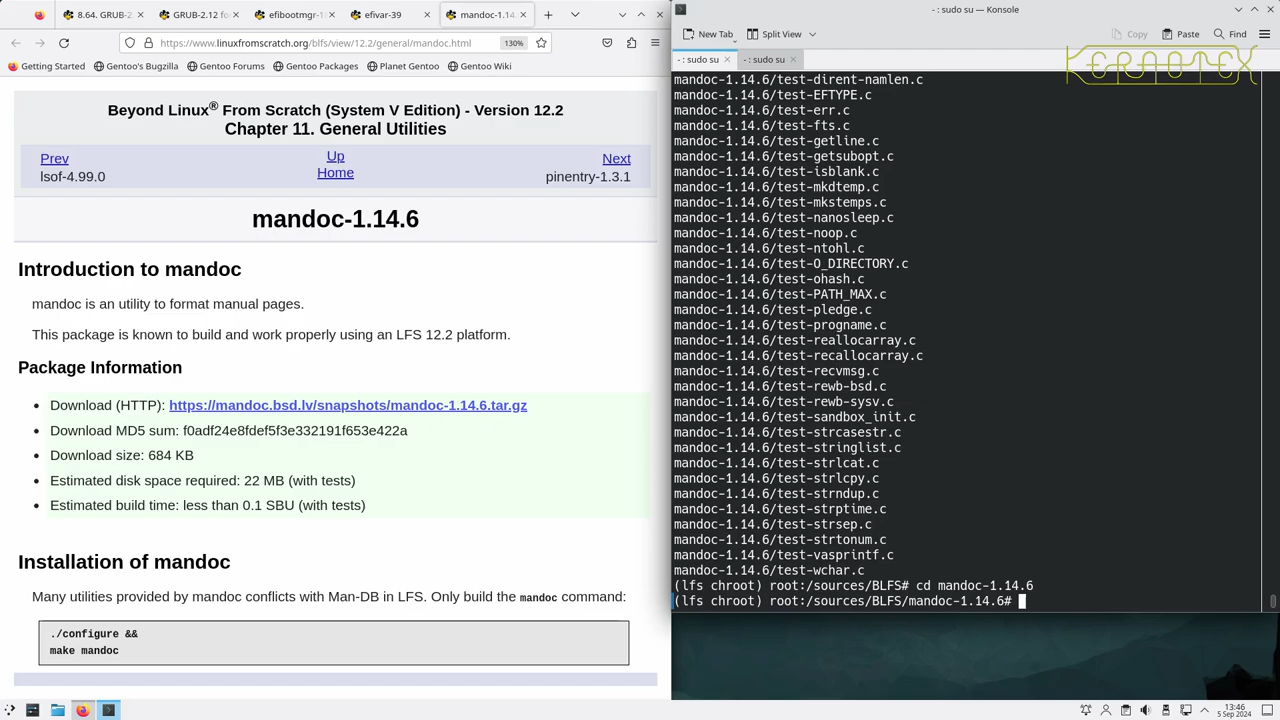 8.64. GRUB-2.
GRUB-2.12 fo
efibootmgr-1
efivar-39
mandoc-1.14.
https://www.linuxfromscratch.org/blfs/view/12.2/general/mandoc.html
130%
Getting Started
Gentoo's Bugzilla
Gentoo Forums
Gentoo Packages
Planet Gentoo
Gentoo Wiki
Beyond Linux® From Scratch (System V Edition) - Version 12.2
Chapter 11. General Utilities
Prev
Up
Next
lsof-4.99.0
Home
pinentry-1.3.1
mandoc-1.14.6
Introduction to mandoc
mandoc is an utility to format manual pages.
This package is known to build and work properly using an LFS 12.2 platform.
Package Information
• Download (HTTP): https://mandoc.bsd.lv/snapshots/mandoc-1.14.6.tar.gz
• Download MD5 sum: f0adf24e8fdef5f3e332191f653e422a
• Download size: 684 KB
• Estimated disk space required: 22 MB (with tests)
• Estimated build time: less than 0.1 SBU (with tests)
Installation of mandoc
Many utilities provided by mandoc conflicts with Man-DB in LFS. Only build the mandoc command:
./configure &&
make mandoc
- : sudo su — Konsole
New Tab
Split View
Copy
Paste
Find
- : sudo su
- : sudo su
KERNOTEX
mandoc-1.14.6/test-dirent-namlen.c
mandoc-1.14.6/test-EFTYPE.c
mandoc-1.14.6/test-err.c
mandoc-1.14.6/test-fts.c
mandoc-1.14.6/test-getline.c
mandoc-1.14.6/test-getsubopt.c
mandoc-1.14.6/test-isblank.c
mandoc-1.14.6/test-mkdtemp.c
mandoc-1.14.6/test-mkstemps.c
mandoc-1.14.6/test-nanosleep.c
mandoc-1.14.6/test-noop.c
mandoc-1.14.6/test-ntohl.c
mandoc-1.14.6/test-O_DIRECTORY.c
mandoc-1.14.6/test-ohash.c
mandoc-1.14.6/test-PATH_MAX.c
mandoc-1.14.6/test-pledge.c
mandoc-1.14.6/test-progname.c
mandoc-1.14.6/test-reallocarray.c
mandoc-1.14.6/test-recallocarray.c
mandoc-1.14.6/test-recvmsg.c
mandoc-1.14.6/test-rewb-bsd.c
mandoc-1.14.6/test-rewb-sysv.c
mandoc-1.14.6/test-sandbox_init.c
mandoc-1.14.6/test-strcasestr.c
mandoc-1.14.6/test-stringlist.c
mandoc-1.14.6/test-strlcat.c
mandoc-1.14.6/test-strlcpy.c
mandoc-1.14.6/test-strndup.c
mandoc-1.14.6/test-strptime.c
mandoc-1.14.6/test-strsep.c
mandoc-1.14.6/test-strtonum.c
mandoc-1.14.6/test-vasprintf.c
mandoc-1.14.6/test-wchar.c
(lfs chroot) root:/sources/BLFS# cd mandoc-1.14.6
(lfs chroot) root:/sources/BLFS/mandoc-1.14.6#
13:46
5 Sep 2024